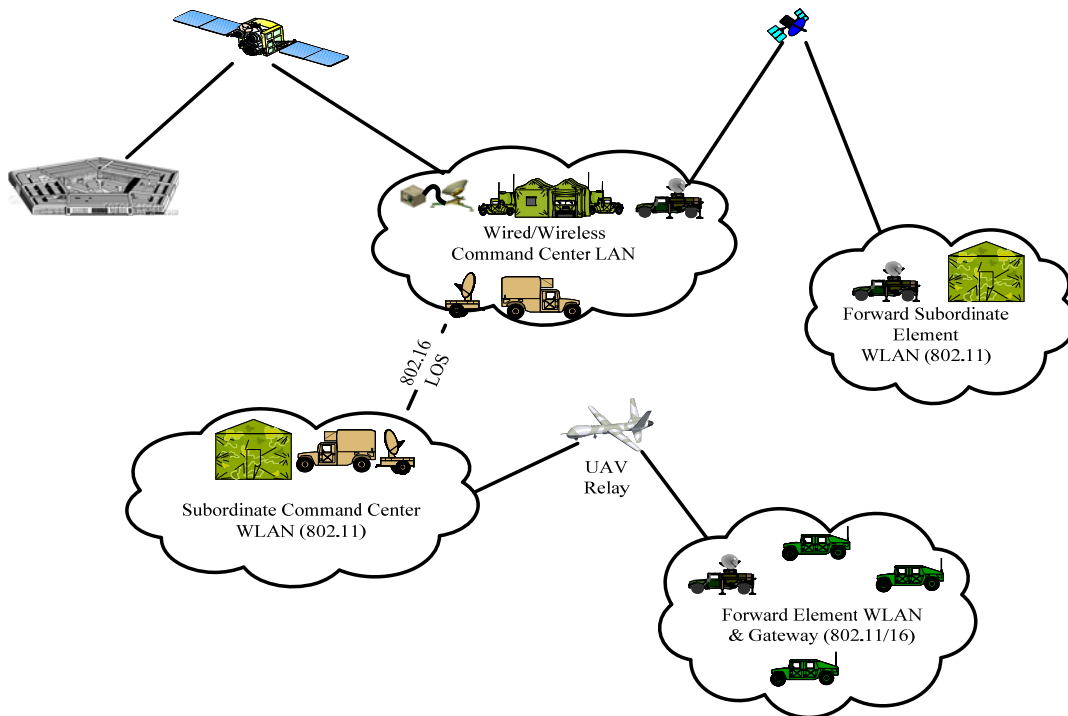 Wired/Wireless
Command Center LAN
Forward Subordinate
Element
WLAN (802.11)
802.16
LOS
UAV
Relay
Subordinate Command Center
WLAN (802.11)
Forward Element WLAN
& Gateway (802.11/16)